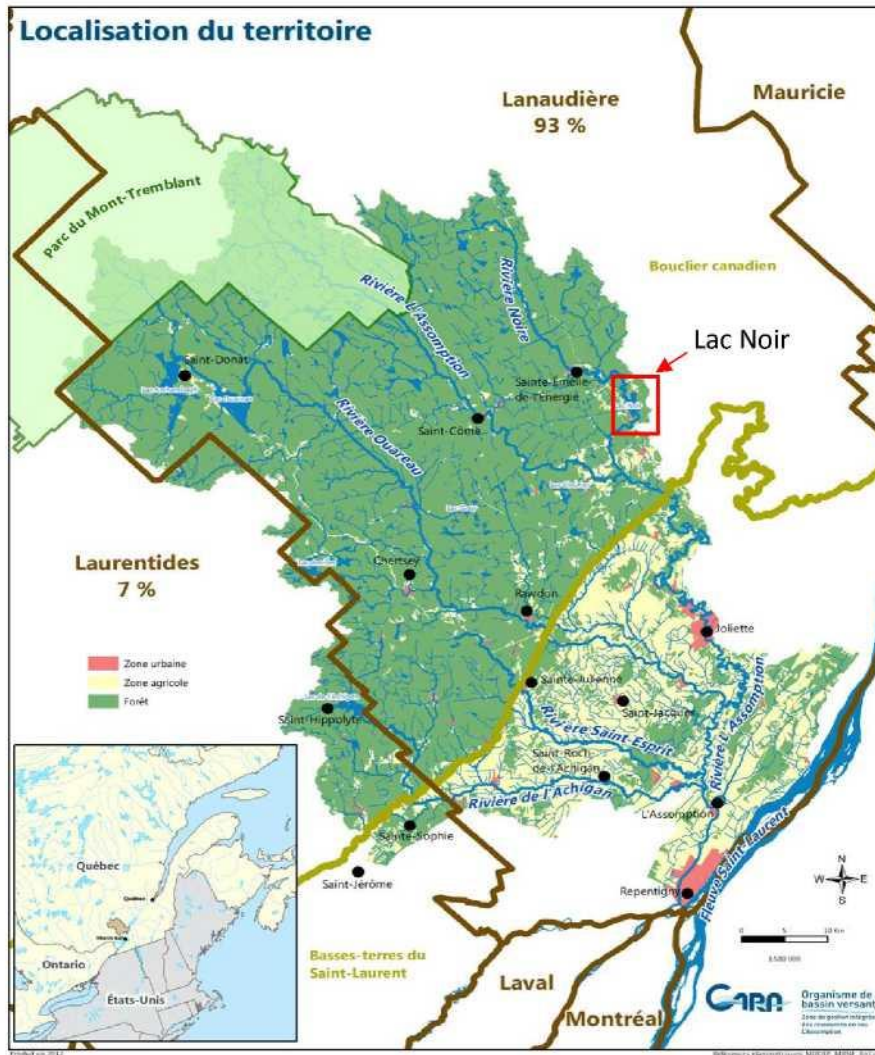 Localisation du territoire
Lanaudière
93 %
Mauricie
Parc du Mont-Tremblant
Bouclier canadien
Rivière L'Assomption
Rivière Noire
Lac Noir
Saint-Donat
Sainte-Émélie
de l'Énergie
Saint-Côme
Rivière Ouareau
Laurentides
7 %
Chertsey
Rawdon
Joliette
Zone urbaine
Zone agricole
Forêt
Sainte-Julienne
Saint-Jacques
Saint-Hippolyte
Rivière Saint-Esprit
Rivière L'Assomption
Saint-Roch-
de-l'Achigan
Rivière de l'Achigan
L'Assomption
Sainte-Sophie
Saint-Jérôme
Repentigny
Fleuve Saint-Laurent
N
W
E
S
0 5 10 Km
Québec
Québec
Ontario
États-Unis
Basses-terres du
Saint-Laurent
Laval
Montréal
CARA
Organisme de
bassin versant